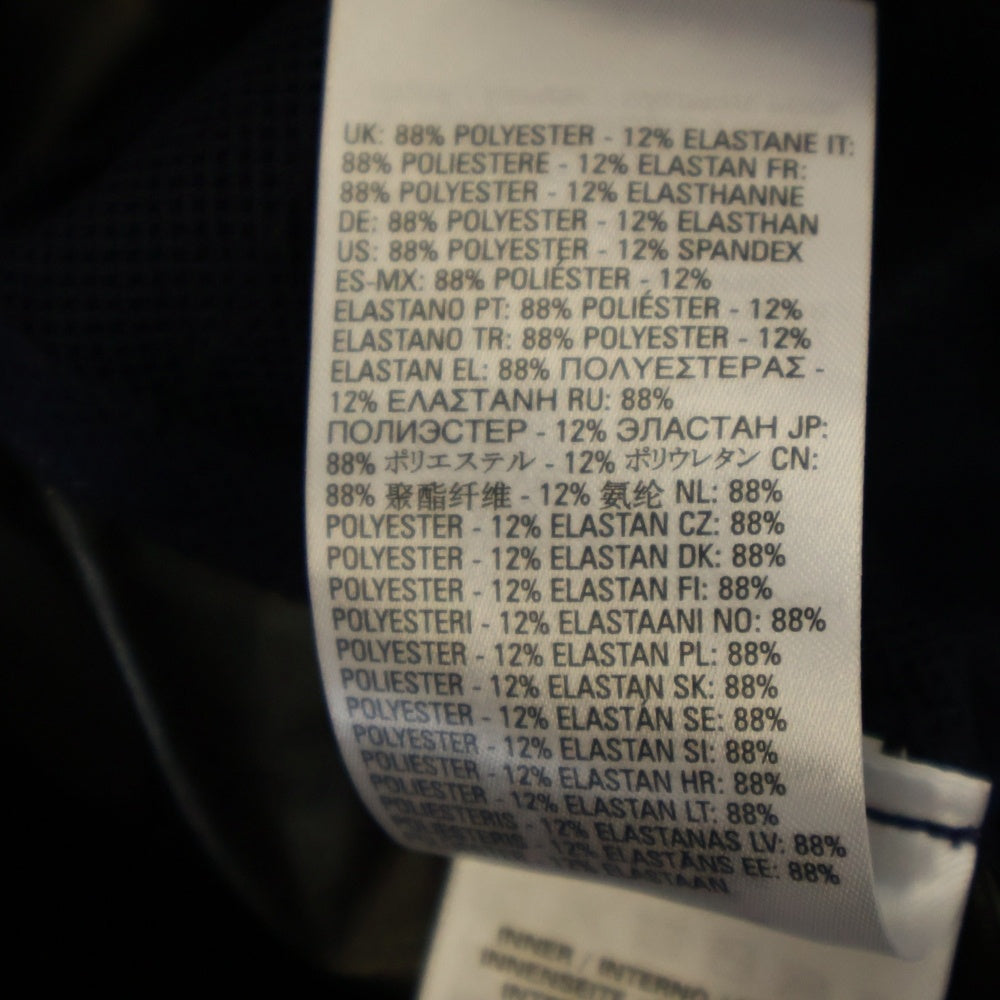 UK: 88% POLYESTER - 12% ELASTANE IT:
88% POLIESTERE - 12% ELASTAN FR:
88% POLYESTER - 12% ELASTHANNE
DE: 88% POLYESTER - 12% ELASTHAN
US: 88% POLYESTER - 12% SPANDEX
ES-MX: 88% POLIÉSTER - 12%
ELASTANO PT: 88% POLIÉSTER - 12%
ELASTANO TR: 88% POLYESTER - 12%
ELASTAN EL: 88% ΠΟΛΥΕΣΤΕΡΑΣ -
12% ΕΛΑΣΤΑΝΗ RU: 88%
ПОЛИЭСТЕР - 12% ЭЛАСТАН JP:
88% ポリエステル - 12% ポリウレタン CN:
88% 聚酯纤维 - 12% 氨纶 NL: 88%
POLYESTER - 12% ELASTAN CZ: 88%
POLYESTER - 12% ELASTAN DK: 88%
POLYESTER - 12% ELASTAN FI: 88%
POLYESTERI - 12% ELASTAANI NO: 88%
POLYESTER - 12% ELASTAN PL: 88%
POLIESTER - 12% ELASTAN SK: 88%
POLYESTER - 12% ELASTÁN SE: 88%
POLYESTER - 12% ELASTAN SI: 88%
POLIESTER - 12% ELASTAN HR: 88%
POLIESTER - 12% ELASTAN LT: 88%
POLIESTERIS - 12% ELASTANAS LV: 88%
- 12% ELASTĀNS EE: 88%
ELASTAAN
INNER / INTERNO
INNENSEITE